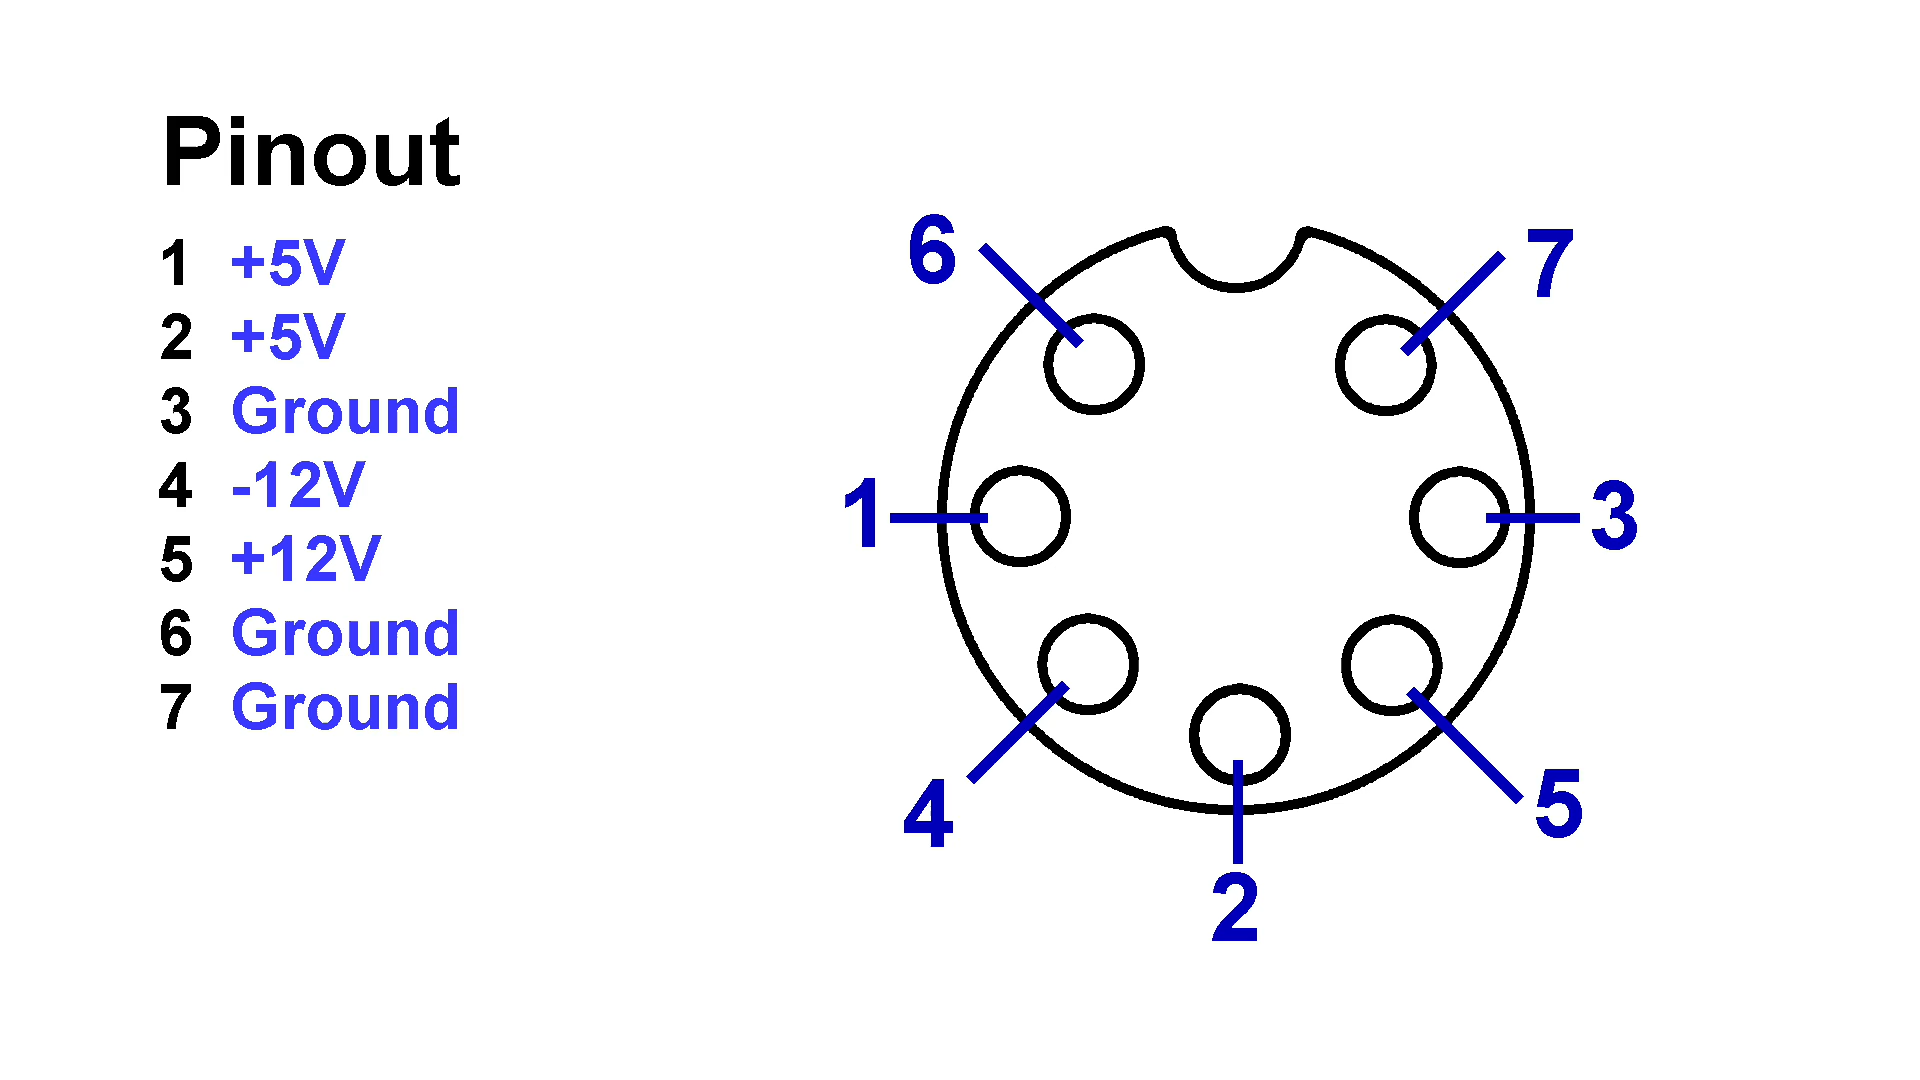 Pinout
1 +5V
2 +5V
3 Ground
4 -12V
5 +12V
6 Ground
7 Ground
6
7
1
3
4
5
2